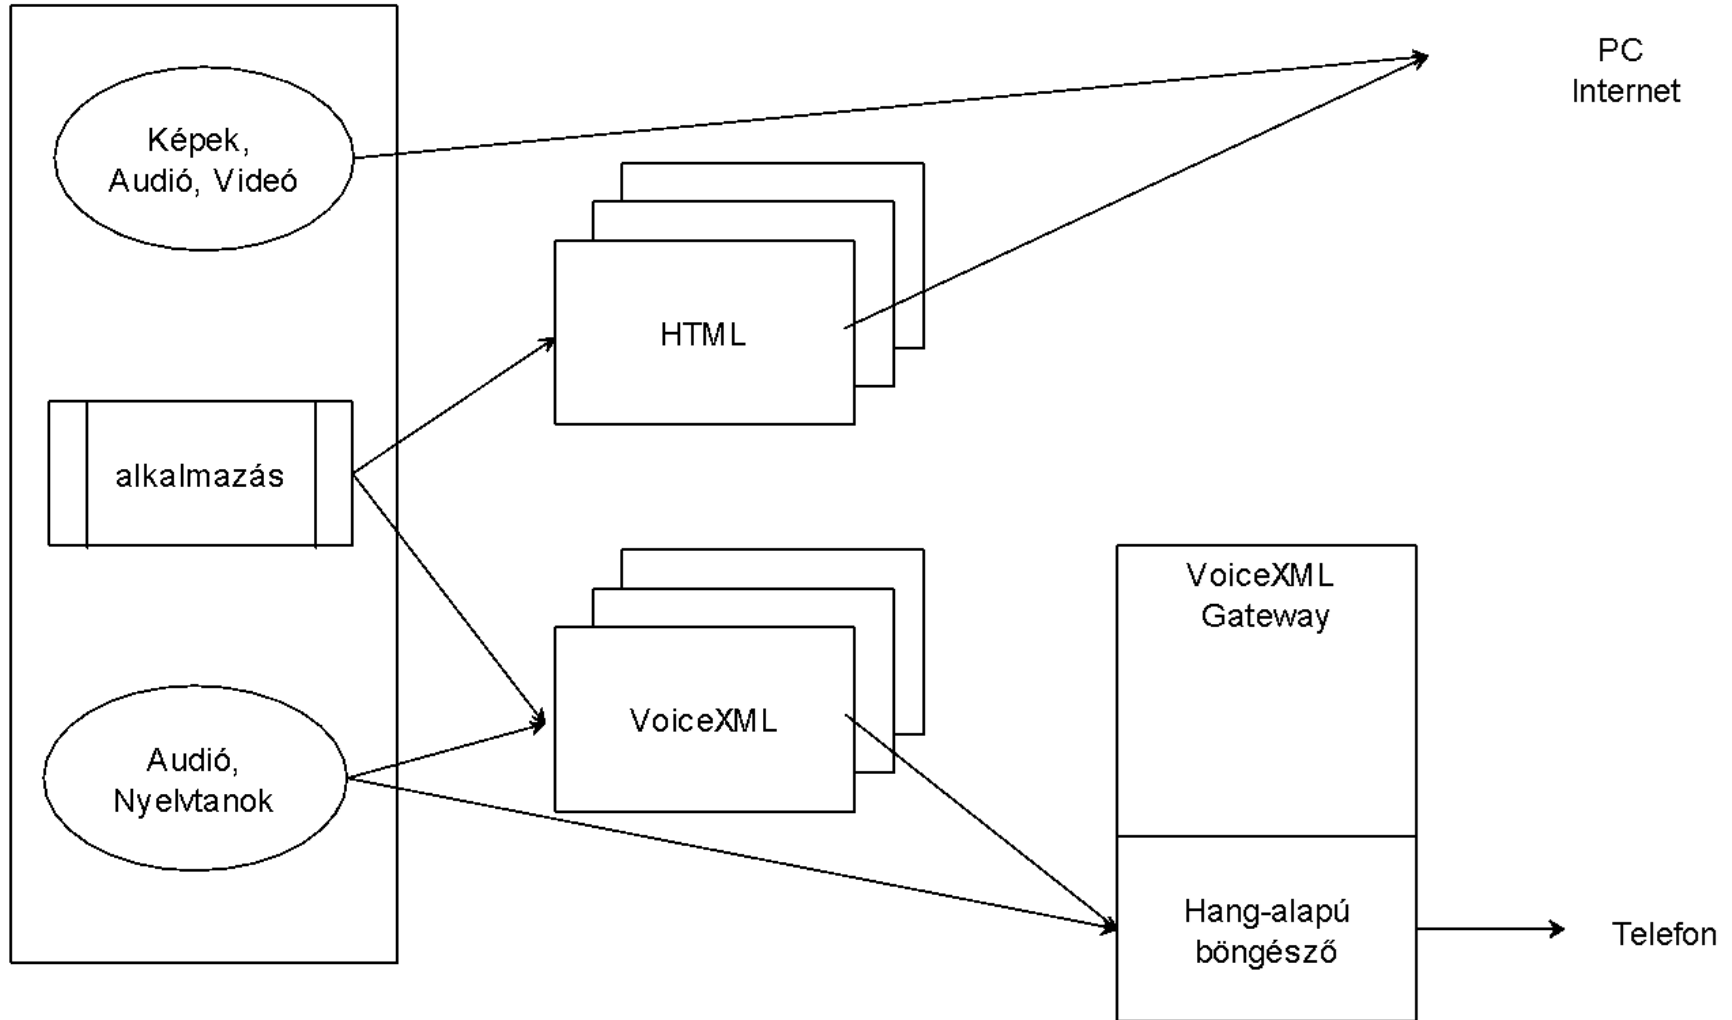 PC
Internet
Képek,
Audió, Videó
HTML
alkalmazás
VoiceXML
Gateway
VoiceXML
Audió,
Nyelvtanok
Hang-alapú
böngésző
Telefon